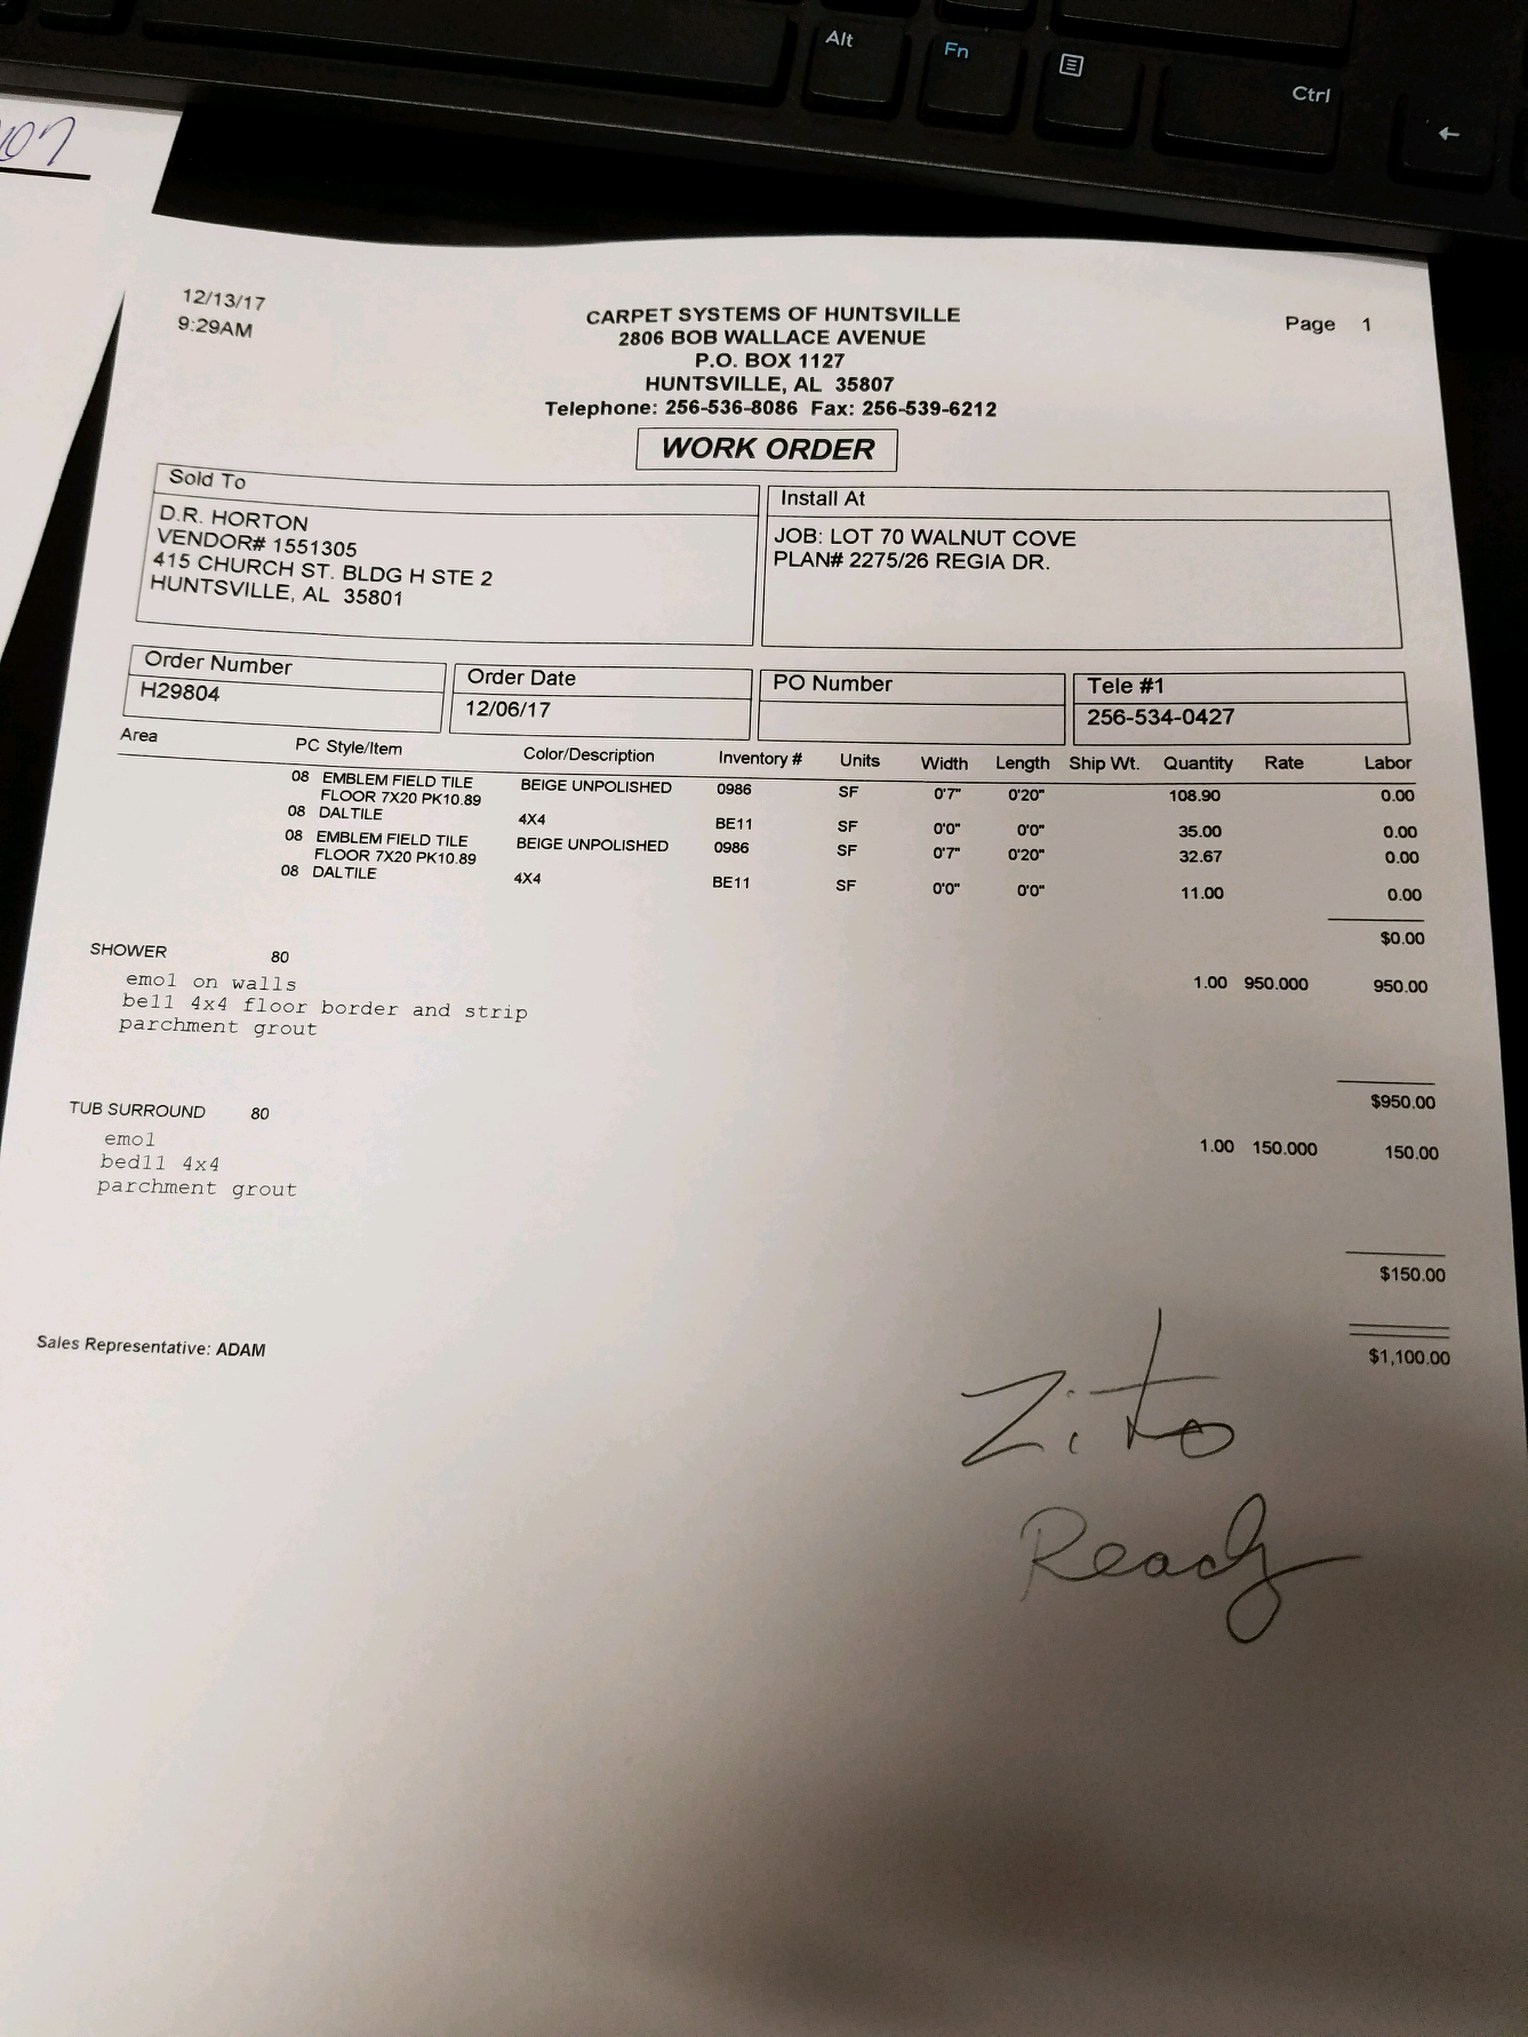 Alt Fn Ctrl
←
12/13/17
9:29AM
Page 1
CARPET SYSTEMS OF HUNTSVILLE
2806 BOB WALLACE AVENUE
P.O. BOX 1127
HUNTSVILLE, AL 35807
Telephone: 256-536-8086 Fax: 256-539-6212
WORK ORDER
Sold To
D.R. HORTON
VENDOR# 1551305
415 CHURCH ST. BLDG H STE 2
HUNTSVILLE, AL 35801
Install At
JOB: LOT 70 WALNUT COVE
PLAN# 2275/26 REGIA DR.
Order Number
H29804
Order Date
12/06/17
PO Number
Tele #1
256-534-0427
Area PC Style/Item Color/Description Inventory # Units Width Length Ship Wt. Quantity Rate Labor
08 EMBLEM FIELD TILE BEIGE UNPOLISHED 0986 SF 0'7" 0'20" 108.90 0.00
FLOOR 7X20 PK10.89
08 DALTILE 4X4 BE11 SF 0'0" 0'0" 35.00 0.00
08 EMBLEM FIELD TILE BEIGE UNPOLISHED 0986 SF 0'7" 0'20" 32.67 0.00
FLOOR 7X20 PK10.89
08 DALTILE 4X4 BE11 SF 0'0" 0'0" 11.00 0.00
$0.00
SHOWER 80 1.00 950.000 950.00
emo1 on walls
be11 4x4 floor border and strip
parchment grout
$950.00
TUB SURROUND 80 1.00 150.000 150.00
emo1
bed11 4x4
parchment grout
$150.00
$1,100.00
Sales Representative: ADAM
Zito
Ready